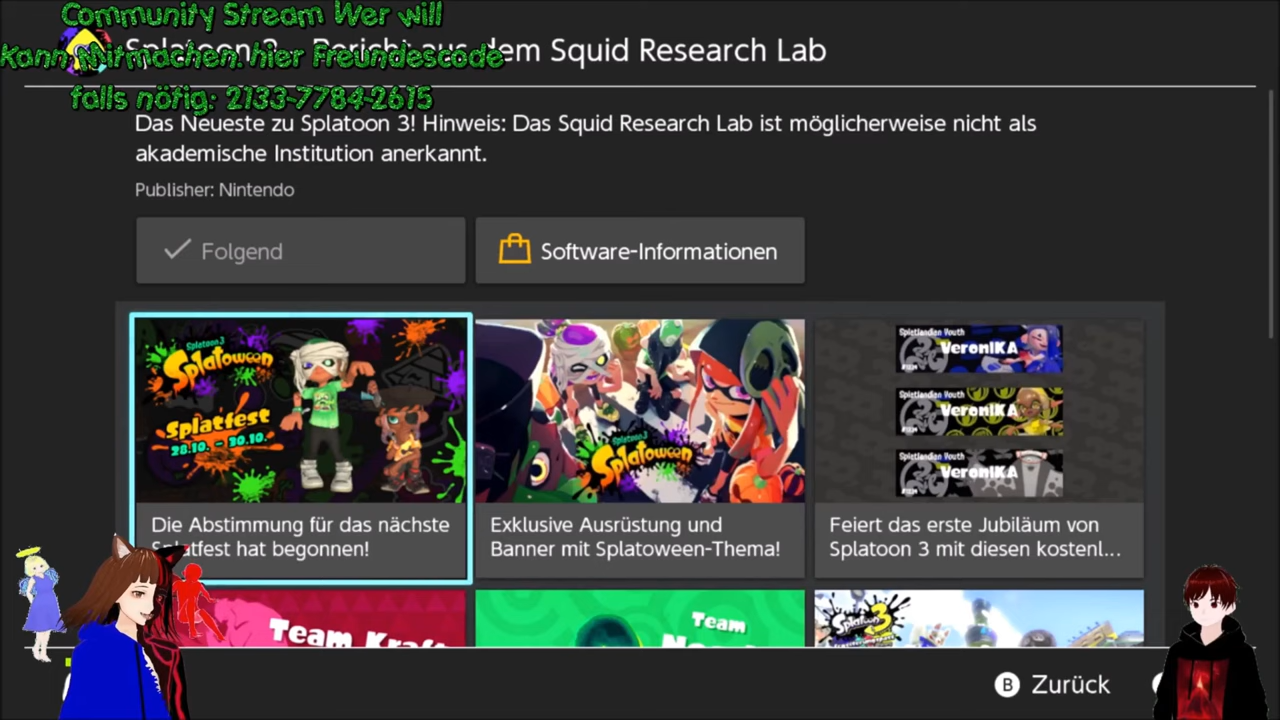 Community Stream Wer will
kann Mitmachen. hier Freundescode
falls nötig: 2133-7784-2615
Splatoon 3 - Bericht aus dem Squid Research Lab
Das Neueste zu Splatoon 3! Hinweis: Das Squid Research Lab ist möglicherweise nicht als
akademische Institution anerkannt.
Publisher: Nintendo
Folgend
Software-Informationen
Splatoon 3
Splatoween
Splatfest
28.10. – 30.10.
Die Abstimmung für das nächste
Splatfest hat begonnen!
Splatoon 3
Splatoween
Exklusive Ausrüstung und
Banner mit Splatoween-Thema!
Splatlandian Youth
VeronIKA
Splatlandian Youth
VeronIKA
Splatlandian Youth
VeronIKA
Feiert das erste Jubiläum von
Splatoon 3 mit diesen kostenl...
Team
Team
Splatoon 3
B Zurück